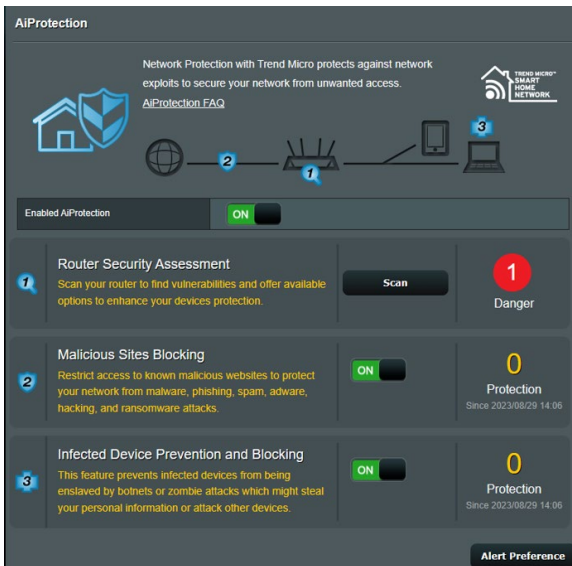 AiProtection
Network Protection with Trend Micro protects against network
exploits to secure your network from unwanted access.
AiProtection FAQ
TREND MICRO™
SMART
HOME
NETWORK
3
2
1
Enabled AiProtection
ON
1
Router Security Assessment
Scan your router to find vulnerabilities and offer available
options to enhance your devices protection.
Scan
1
Danger
2
Malicious Sites Blocking
Restrict access to known malicious websites to protect
your network from malware, phishing, spam, adware,
hacking, and ransomware attacks.
ON
0
Protection
Since 2023/08/29 14:06
3
Infected Device Prevention and Blocking
This feature prevents infected devices from being
enslaved by botnets or zombie attacks which might steal
your personal information or attack other devices.
ON
0
Protection
Since 2023/08/29 14:06
Alert Preference